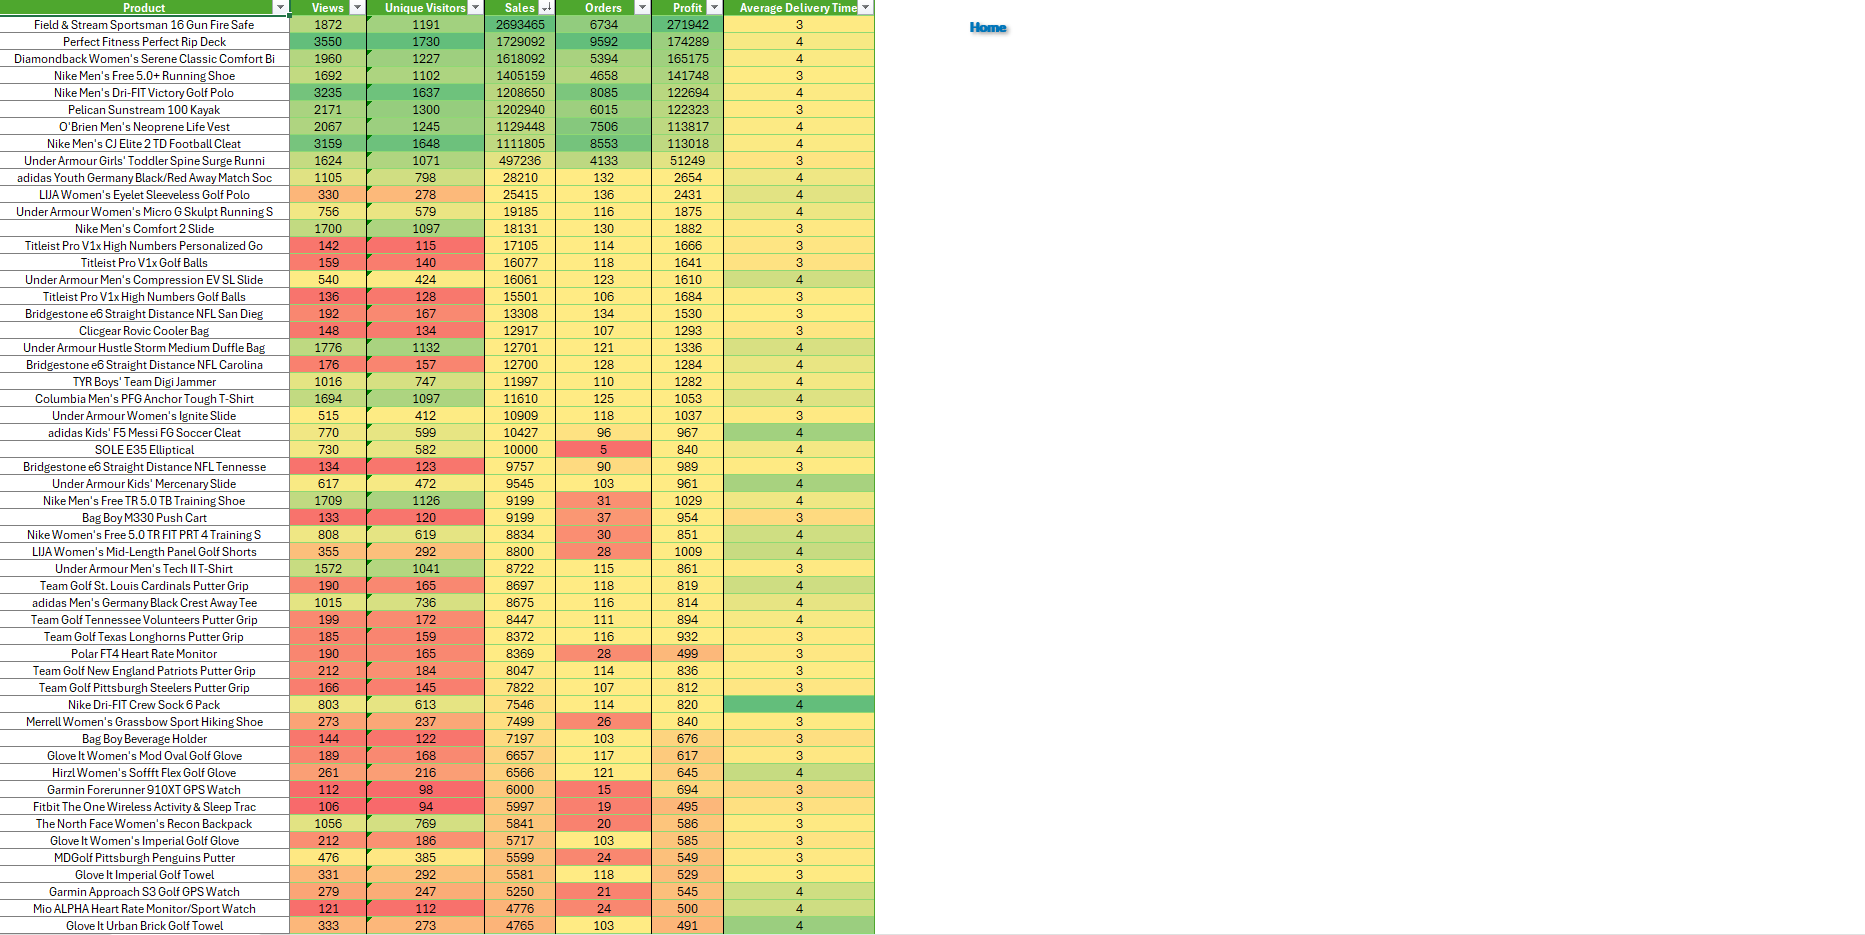 Product Views Unique Visitors Sales Orders Profit Average Delivery Time
Home
Field & Stream Sportsman 16 Gun Fire Safe 1872 1191 2693465 6734 271942 3
Perfect Fitness Perfect Rip Deck 3550 1730 1729092 9592 174289 4
Diamondback Women's Serene Classic Comfort Bi 1960 1227 1618092 5394 165175 4
Nike Men's Free 5.0+ Running Shoe 1692 1102 1405159 4658 141748 3
Nike Men's Dri-FIT Victory Golf Polo 3235 1637 1208650 8085 122694 4
Pelican Sunstream 100 Kayak 2171 1300 1202940 6015 122323 3
O'Brien Men's Neoprene Life Vest 2067 1245 1129448 7506 113817 4
Nike Men's CJ Elite 2 TD Football Cleat 3159 1648 1111805 8553 113018 4
Under Armour Girls' Toddler Spine Surge Runni 1624 1071 497236 4133 51249 3
adidas Youth Germany Black/Red Away Match Soc 1105 798 28210 132 2654 4
LIJA Women's Eyelet Sleeveless Golf Polo 330 278 25415 136 2431 4
Under Armour Women's Micro G Skulpt Running S 756 579 19185 116 1875 4
Nike Men's Comfort 2 Slide 1700 1097 18131 130 1882 3
Titleist Pro V1x High Numbers Personalized Go 142 115 17105 114 1666 3
Titleist Pro V1x Golf Balls 159 140 16077 118 1641 3
Under Armour Men's Compression EV SL Slide 540 424 16061 123 1610 4
Titleist Pro V1x High Numbers Golf Balls 136 128 15501 106 1684 3
Bridgestone e6 Straight Distance NFL San Dieg 192 167 13308 134 1530 3
Clicgear Rovic Cooler Bag 148 134 12917 107 1293 3
Under Armour Hustle Storm Medium Duffle Bag 1776 1132 12701 121 1336 4
Bridgestone e6 Straight Distance NFL Carolina 176 157 12700 128 1284 4
TYR Boys' Team Digi Jammer 1016 747 11997 110 1282 4
Columbia Men's PFG Anchor Tough T-Shirt 1694 1097 11610 125 1053 4
Under Armour Women's Ignite Slide 515 412 10909 118 1037 3
adidas Kids' F5 Messi FG Soccer Cleat 770 599 10427 96 967 4
SOLE E35 Elliptical 730 582 10000 5 840 4
Bridgestone e6 Straight Distance NFL Tennesse 134 123 9757 90 989 3
Under Armour Kids' Mercenary Slide 617 472 9545 103 961 4
Nike Men's Free TR 5.0 TB Training Shoe 1709 1126 9199 31 1029 4
Bag Boy M330 Push Cart 133 120 9199 37 954 3
Nike Women's Free 5.0 TR FIT PRT 4 Training S 808 619 8834 30 851 4
LIJA Women's Mid-Length Panel Golf Shorts 355 292 8800 28 1009 4
Under Armour Men's Tech II T-Shirt 1572 1041 8722 115 861 3
Team Golf St. Louis Cardinals Putter Grip 190 165 8697 118 819 4
adidas Men's Germany Black Crest Away Tee 1015 736 8675 116 814 4
Team Golf Tennessee Volunteers Putter Grip 199 172 8447 111 894 4
Team Golf Texas Longhorns Putter Grip 185 159 8372 116 932 3
Polar FT4 Heart Rate Monitor 190 165 8369 28 499 3
Team Golf New England Patriots Putter Grip 212 184 8047 114 836 3
Team Golf Pittsburgh Steelers Putter Grip 166 145 7822 107 812 3
Nike Dri-FIT Crew Sock 6 Pack 803 613 7546 114 820 4
Merrell Women's Grassbow Sport Hiking Shoe 273 237 7499 26 840 3
Bag Boy Beverage Holder 144 122 7197 103 676 3
Glove It Women's Mod Oval Golf Glove 189 168 6657 117 617 3
Hirzl Women's Soffft Flex Golf Glove 261 216 6566 121 645 4
Garmin Forerunner 910XT GPS Watch 112 98 6000 15 694 3
Fitbit The One Wireless Activity & Sleep Trac 106 94 5997 19 495 3
The North Face Women's Recon Backpack 1056 769 5841 20 586 3
Glove It Women's Imperial Golf Glove 212 186 5717 103 585 3
MDGolf Pittsburgh Penguins Putter 476 385 5599 24 549 3
Glove It Imperial Golf Towel 331 292 5581 118 529 3
Garmin Approach S3 Golf GPS Watch 279 247 5250 21 545 4
Mio ALPHA Heart Rate Monitor/Sport Watch 121 112 4776 24 500 4
Glove It Urban Brick Golf Towel 333 273 4765 103 491 4